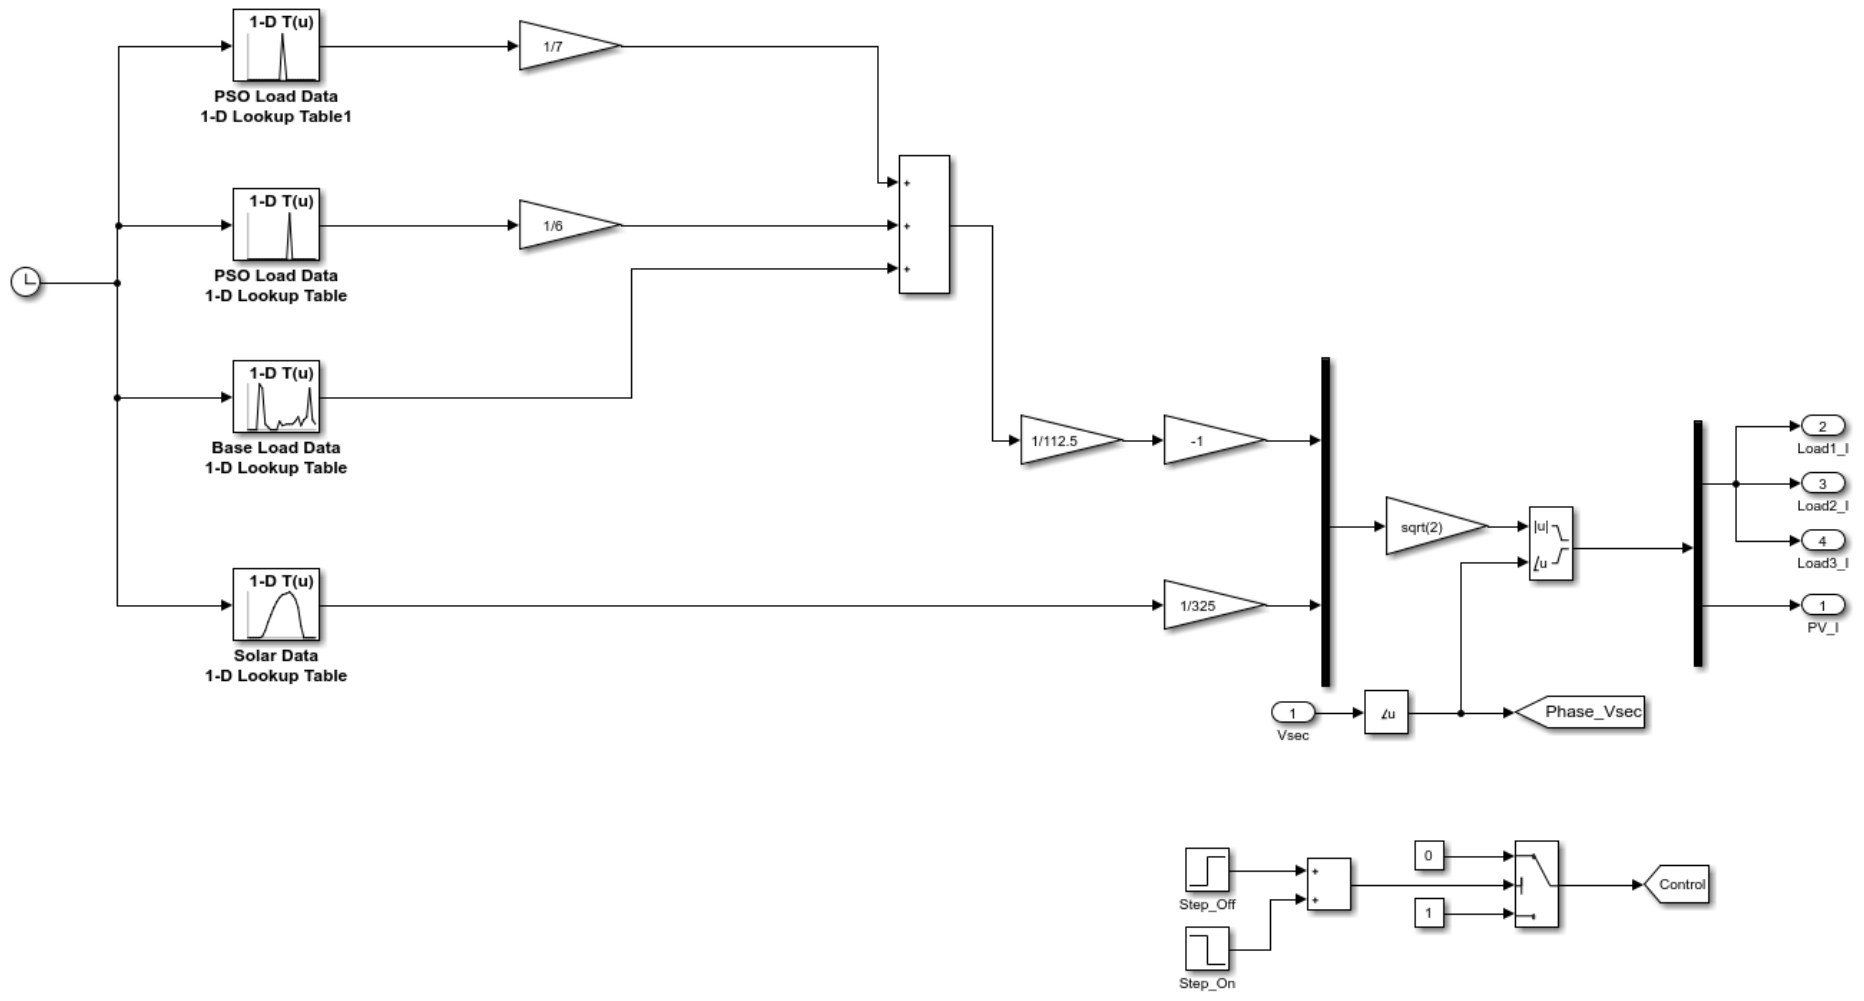 1-D T(u)
PSO Load Data
1-D Lookup Table1
1/7
+
+
+
1-D T(u)
PSO Load Data
1-D Lookup Table
1/6
1-D T(u)
Base Load Data
1-D Lookup Table
1/112.5
-1
1-D T(u)
Solar Data
1-D Lookup Table
1/325
sqrt(2)
|u|
∠u
2
Load1_I
3
Load2_I
4
Load3_I
1
PV_I
1
Vsec
∠u
Phase_Vsec
Step_Off
Step_On
+
+
0
1
Control